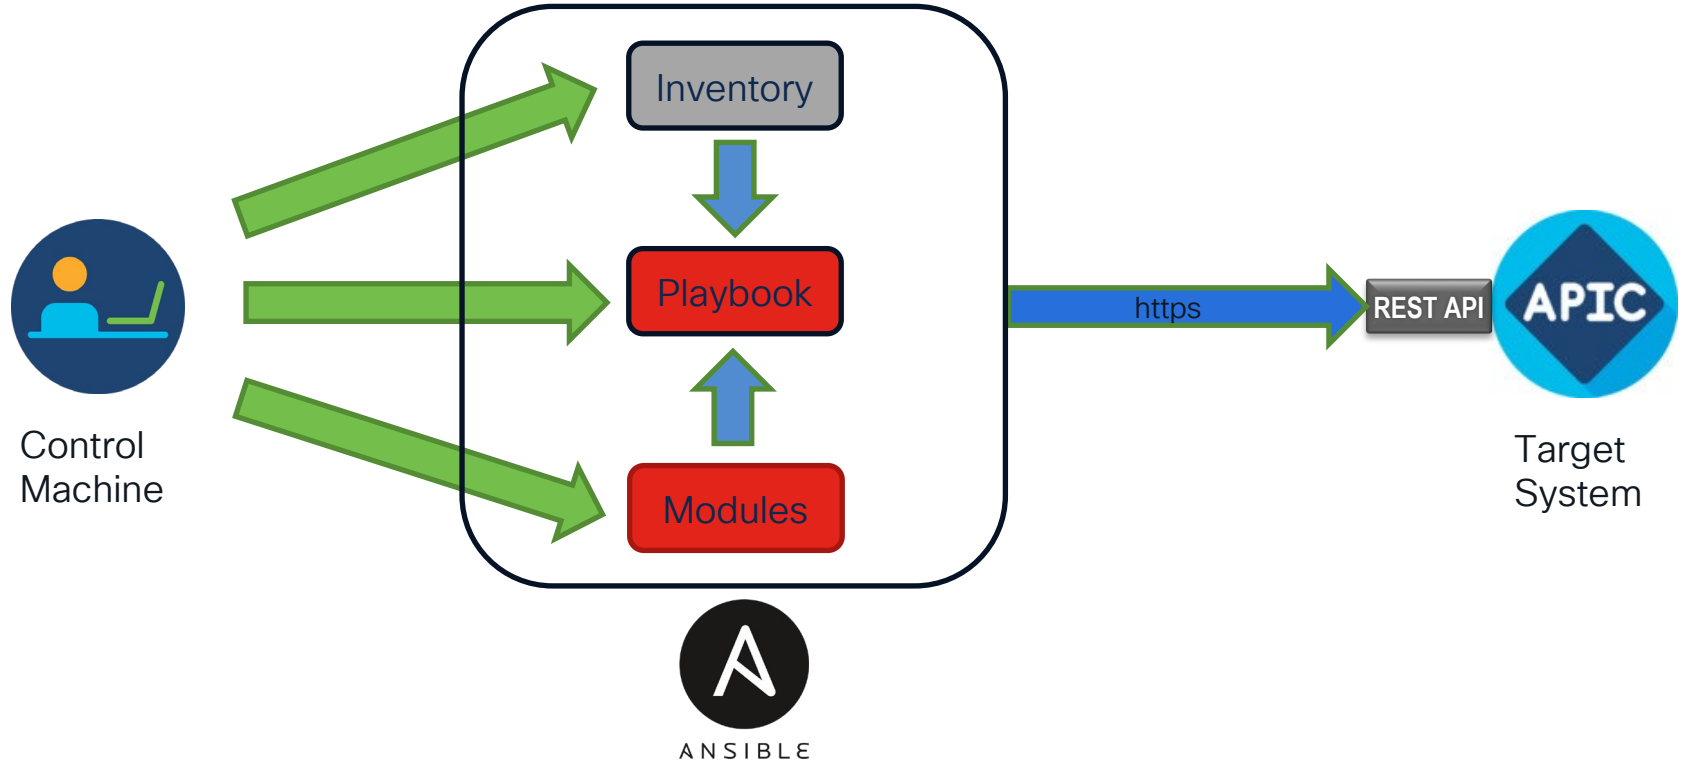 Inventory
Playbook
https
REST API
APIC
Control
Machine
Target
System
Modules
ANSIBLE